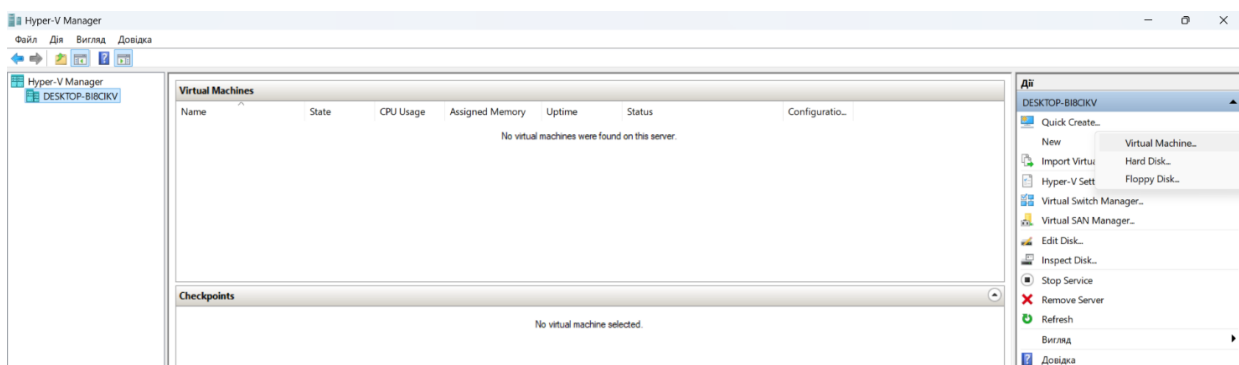 Hyper-V Manager
Файл Дія Вигляд Довідка
Hyper-V Manager
DESKTOP-BI8CIKV
Virtual Machines
Name State CPU Usage Assigned Memory Uptime Status Configuratio...
No virtual machines were found on this server.
Checkpoints
No virtual machine selected.
Дії
DESKTOP-BI8CIKV
Quick Create...
New
Virtual Machine...
Import Virtua
Hard Disk...
Hyper-V Sett
Floppy Disk...
Virtual Switch Manager...
Virtual SAN Manager...
Edit Disk...
Inspect Disk...
Stop Service
Remove Server
Refresh
Вигляд
Довідка